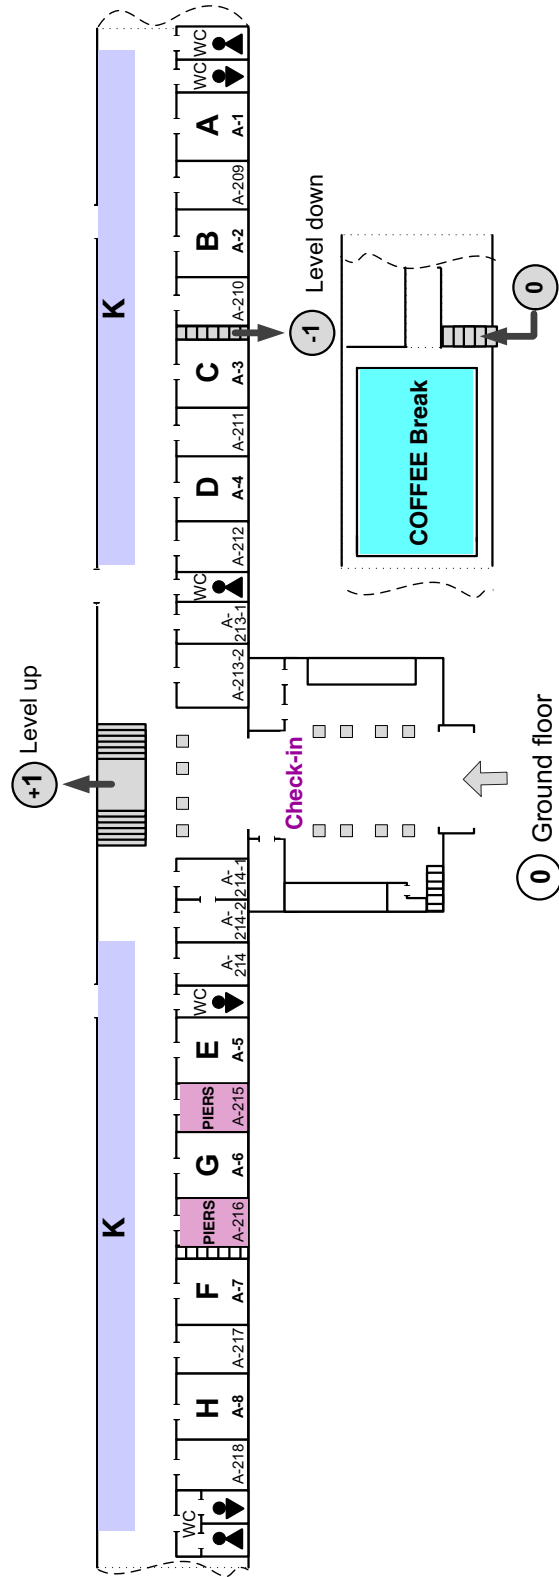 +1
Level up
K
K
WC
H
A-8
F
A-7
PIERS
G
A-6
PIERS
E
A-5
WC
WC
D
A-4
C
A-3
B
A-2
A
A-1
WC
WC
A-218
A-217
A-216
A-215
A-
214
A-
214-2
A-
214-1
A-213-2
A-
213-1
A-212
A-211
A-210
A-209
Check-in
-1
Level down
COFFEE Break
0
0
Ground floor